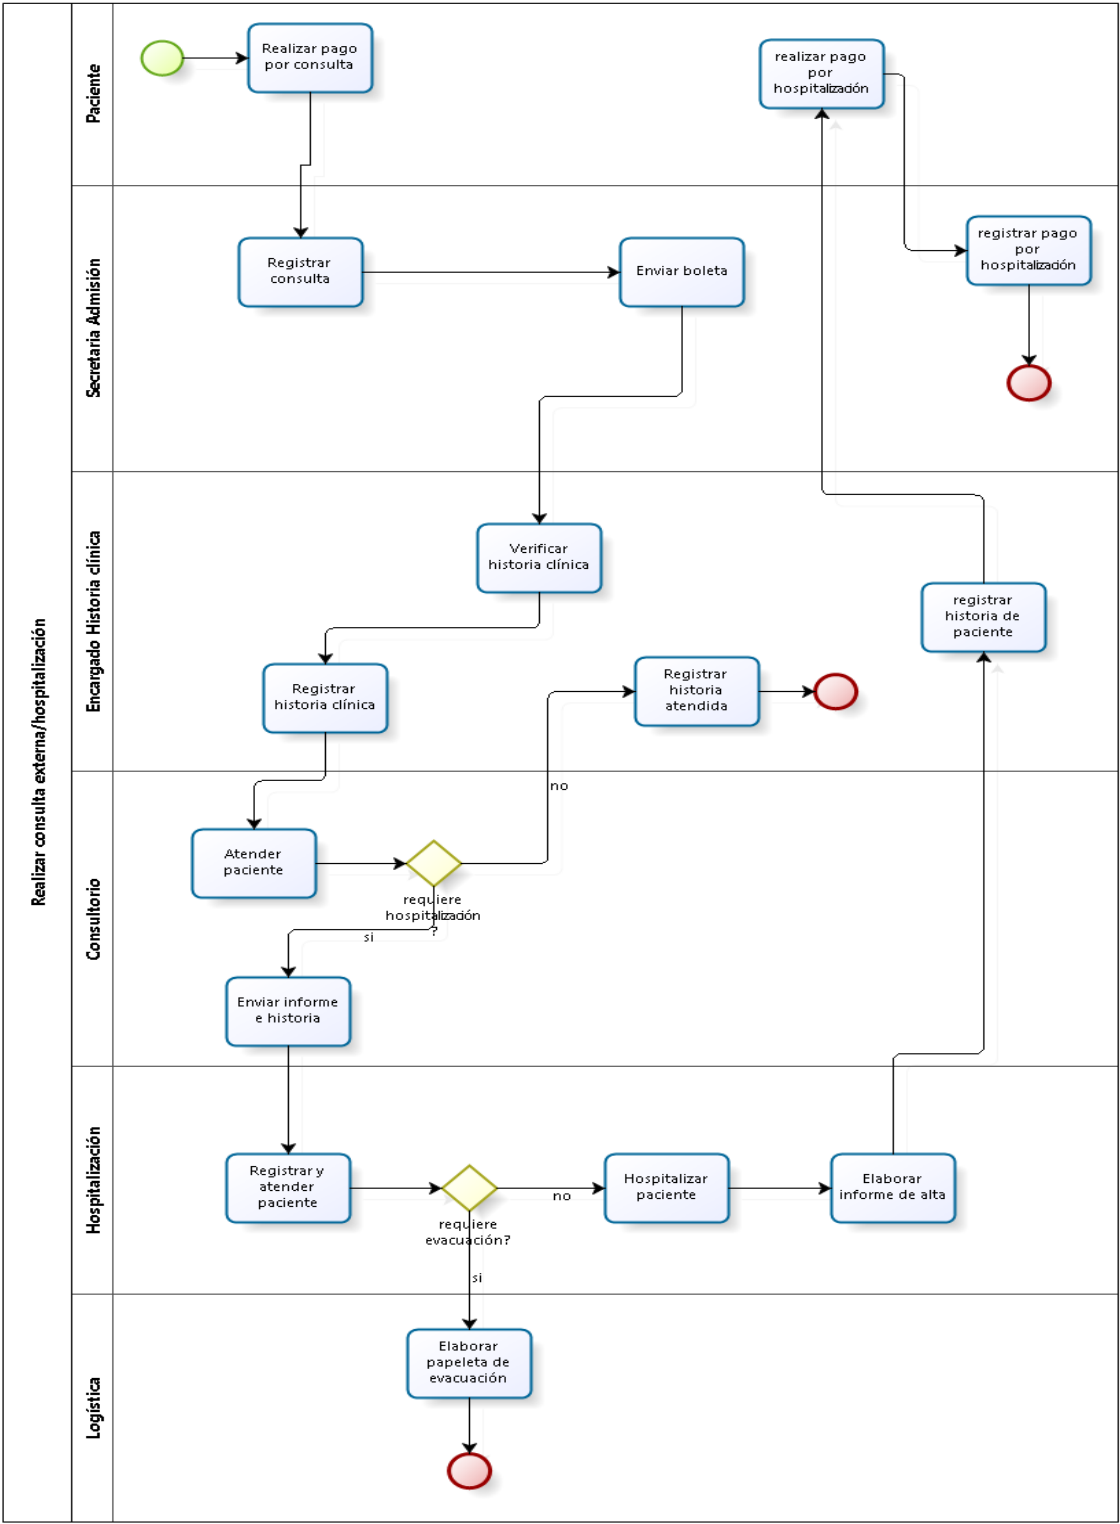 Realizar consulta externa/hospitalización
Paciente
Realizar pago
por consulta
realizar pago
por
hospitalización
Secretaria Admisión
Registrar
consulta
Enviar boleta
registrar pago
por
hospitalización
Encargado Historia clínica
Verificar
historia clínica
registrar
historia de
paciente
Registrar
historia clínica
Registrar
historia
atendida
Consultorio
no
Atender
paciente
requiere
hospitalización
?
si
Enviar informe
e historia
Hospitalización
Registrar y
atender
paciente
requiere
evacuación?
no
Hospitalizar
paciente
Elaborar
informe de alta
si
Logística
Elaborar
papeleta de
evacuación